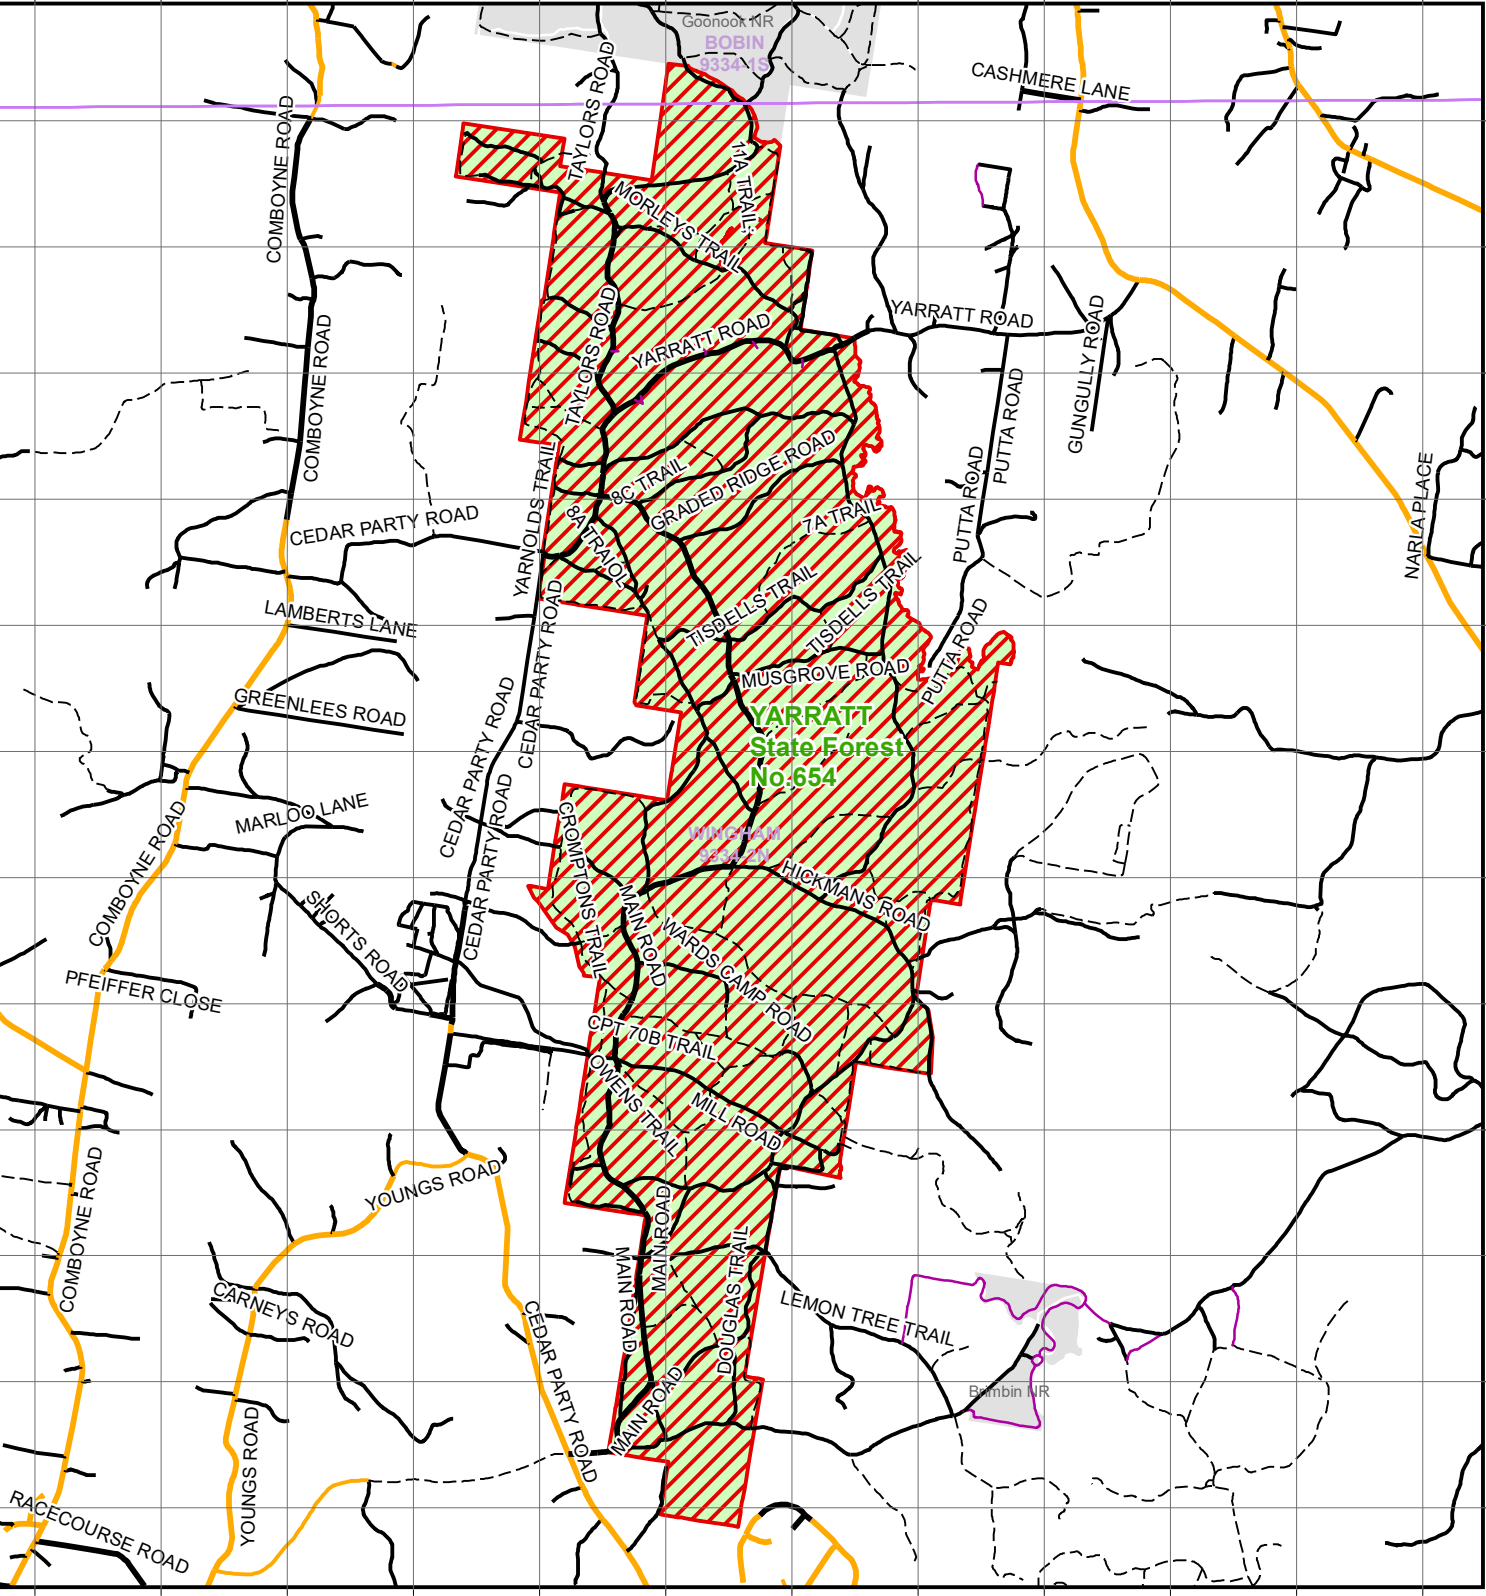 Goonook NR
BOBIN
9334-1S
TAYLORS ROAD
CASHMERE LANE
COMBOYNE ROAD
11A TRAIL
MORLEYS TRAIL
YARRATT ROAD
YARRATT ROAD
TAYLORS ROAD
COMBOYNE ROAD
GUNGULLY ROAD
PUTTA ROAD
PUTTA ROAD
NARLA PLACE
8C TRAIL
GRADED RIDGE ROAD
7A TRAIL
YARNOLDS TRAIL
8A TRAIOL
CEDAR PARTY ROAD
TISDELLS TRAIL
TISDELLS TRAIL
LAMBERTS LANE
CEDAR PARTY ROAD
PUTTA ROAD
MUSGROVE ROAD
GREENLEES ROAD
YARRATT
State Forest
No.654
CEDAR PARTY ROAD
CEDAR PARTY ROAD
MARLOO LANE
COMBOYNE ROAD
WINGHAM
9334-2N
CROMPTONS TRAIL
HICKMANS ROAD
MAIN ROAD
WARDS CAMP ROAD
SHORTS ROAD
PFEIFFER CLOSE
CPT 70B TRAIL
OWENS TRAIL
MILL ROAD
YOUNGS ROAD
COMBOYNE ROAD
MAIN ROAD
MAIN ROAD
DOUGLAS TRAIL
LEMON TREE TRAIL
CARNEYS ROAD
CEDAR PARTY ROAD
MAIN ROAD
Brimbin NR
YOUNGS ROAD
RACECOURSE ROAD